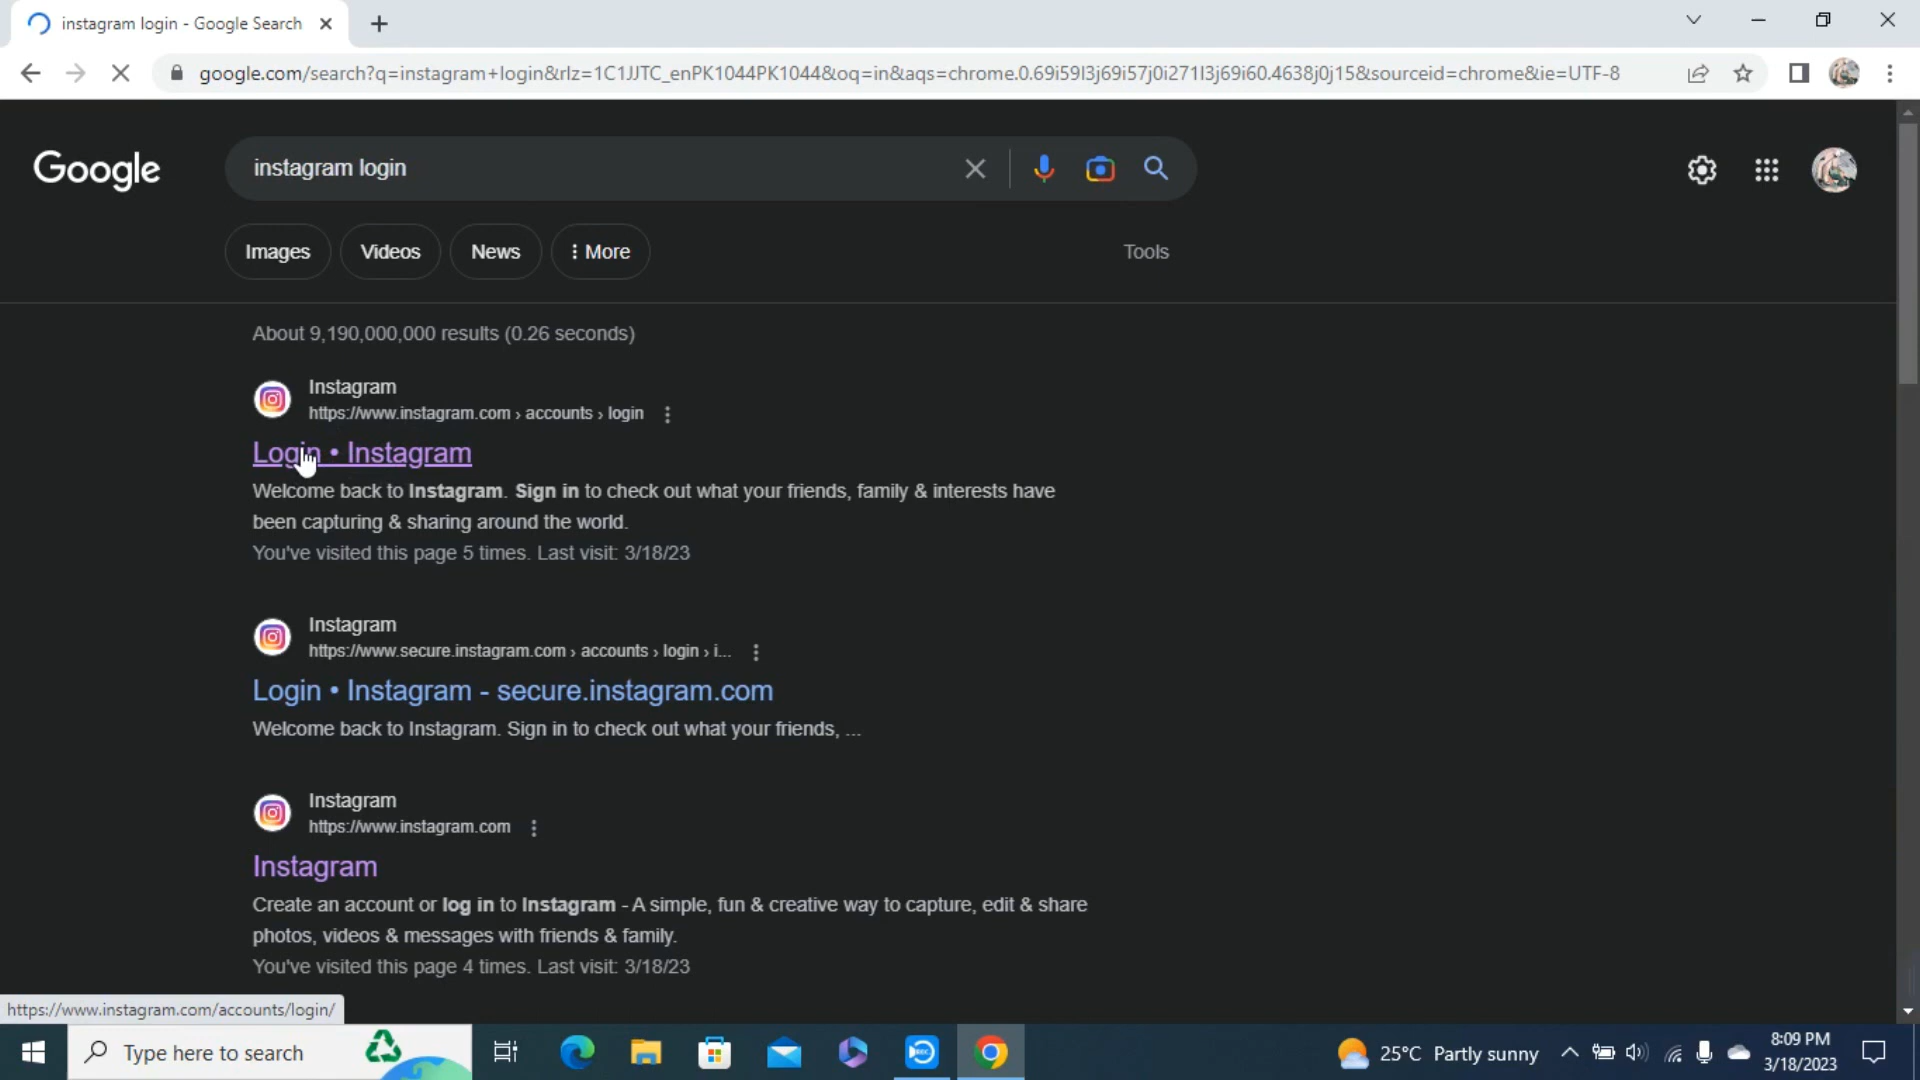 instagram login - Google Search
google.com/search?q=instagram+login&rlz=1C1JJTC_enPK1044PK1044&oq=in&aqs=chrome.0.69i59l3j69i57j0i271l3j69i60.4638j0j15&sourceid=chrome&ie=UTF-8
Google
instagram login
Images
Videos
News
More
Tools
About 9,190,000,000 results (0.26 seconds)
Instagram
https://www.instagram.com › accounts › login
Login • Instagram
Welcome back to Instagram. Sign in to check out what your friends, family & interests have
been capturing & sharing around the world.
You've visited this page 5 times. Last visit: 3/18/23
Instagram
https://www.secure.instagram.com › accounts › login › i...
Login • Instagram - secure.instagram.com
Welcome back to Instagram. Sign in to check out what your friends, ...
Instagram
https://www.instagram.com
Instagram
Create an account or log in to Instagram - A simple, fun & creative way to capture, edit & share
photos, videos & messages with friends & family.
You've visited this page 4 times. Last visit: 3/18/23
https://www.instagram.com/accounts/login/
Type here to search
REC
25°C Partly sunny
8:09 PM
3/18/2023